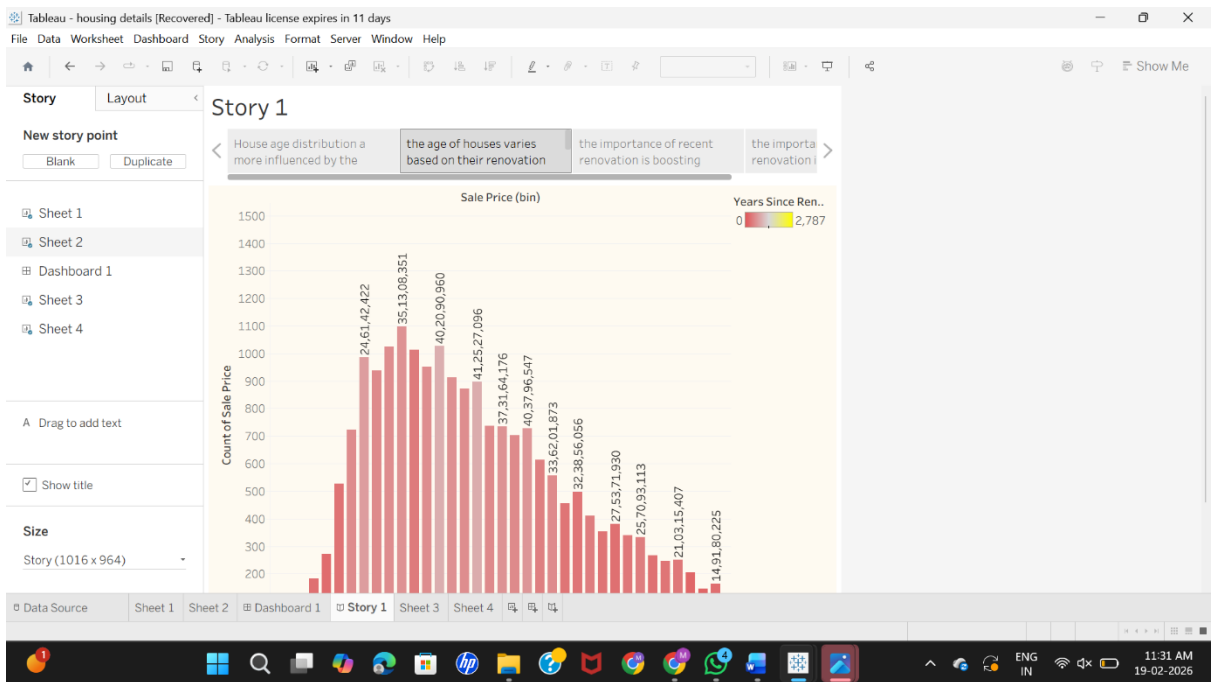 Tableau - housing details [Recovered] - Tableau license expires in 11 days
File Data Worksheet Dashboard Story Analysis Format Server Window Help
Show Me
Story Layout
New story point
Blank Duplicate
Sheet 1
Sheet 2
Dashboard 1
Sheet 3
Sheet 4
A Drag to add text
Show title
Size
Story (1016 x 964)
Story 1
House age distribution a
more influenced by the
the age of houses varies
based on their renovation
the importance of recent
renovation is boosting
the importa
renovation i
Sale Price (bin)
Years Since Ren..
0 2,787
Count of Sale Price
1500
1400
1300
1200
1100
1000
900
800
700
600
500
400
300
200
24,61,42,422
35,13,08,351
40,20,90,960
41,25,27,096
37,31,64,176
40,37,96,547
33,62,01,873
32,38,56,056
27,53,71,930
25,70,93,113
21,03,15,407
14,91,80,225
Data Source Sheet 1 Sheet 2 Dashboard 1 Story 1 Sheet 3 Sheet 4
1
hp
M
M
4
ENG
IN
11:31 AM
19-02-2026